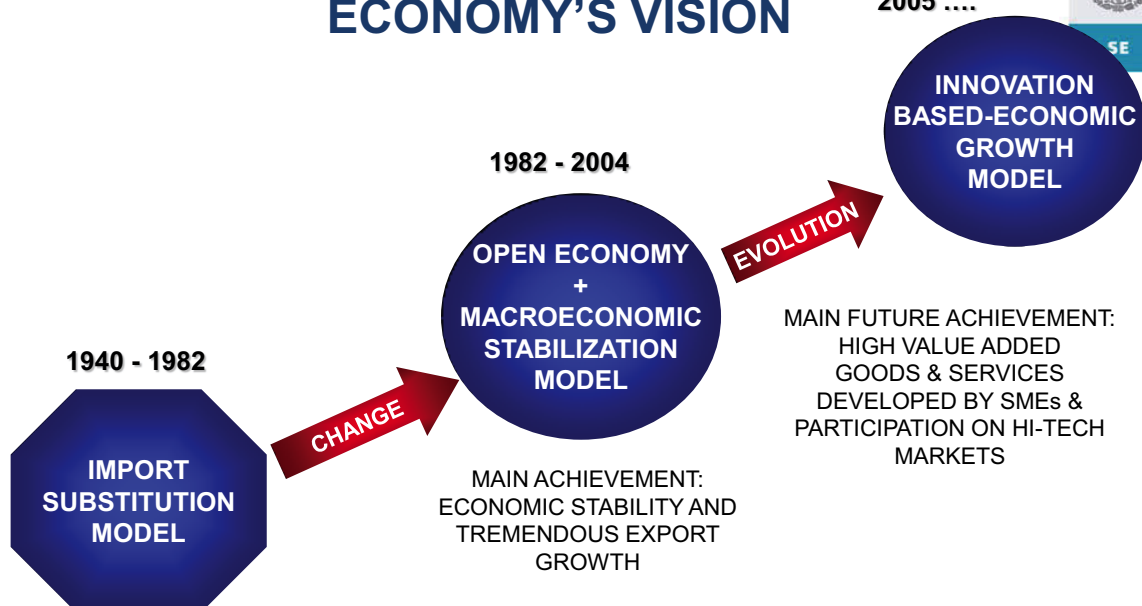 ECONOMY'S VISION
2005 ....
SE
INNOVATION
BASED-ECONOMIC
GROWTH
MODEL
1982 - 2004
EVOLUTION
OPEN ECONOMY
+
MACROECONOMIC
STABILIZATION
MODEL
MAIN FUTURE ACHIEVEMENT:
HIGH VALUE ADDED
GOODS & SERVICES
DEVELOPED BY SMEs &
PARTICIPATION ON HI-TECH
MARKETS
1940 - 1982
CHANGE
IMPORT
SUBSTITUTION
MODEL
MAIN ACHIEVEMENT:
ECONOMIC STABILITY AND
TREMENDOUS EXPORT
GROWTH